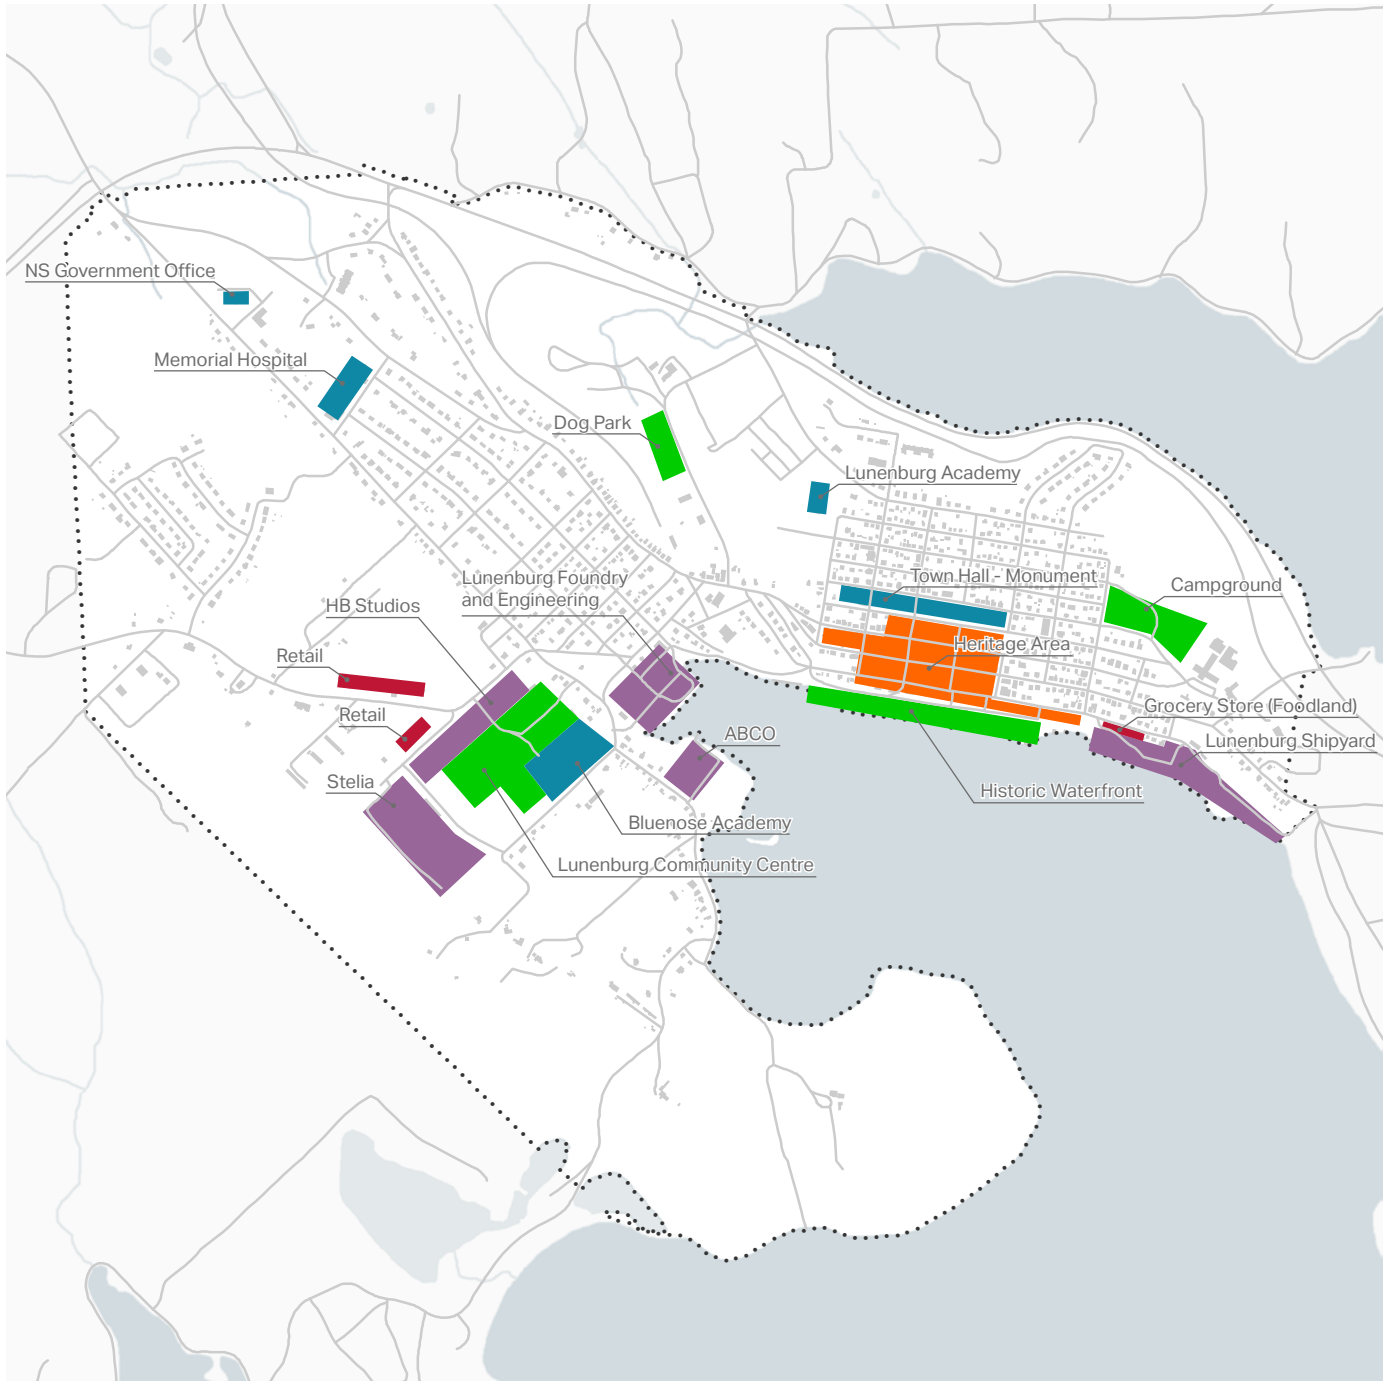 NS Government Office
Memorial Hospital
Dog Park
Lunenburg Academy
Lunenburg Foundry
and Engineering
Town Hall - Monument
Campground
HB Studios
Heritage Area
Retail
Retail
Grocery Store (Foodland)
ABCO
Lunenburg Shipyard
Stelia
Historic Waterfront
Bluenose Academy
Lunenburg Community Centre